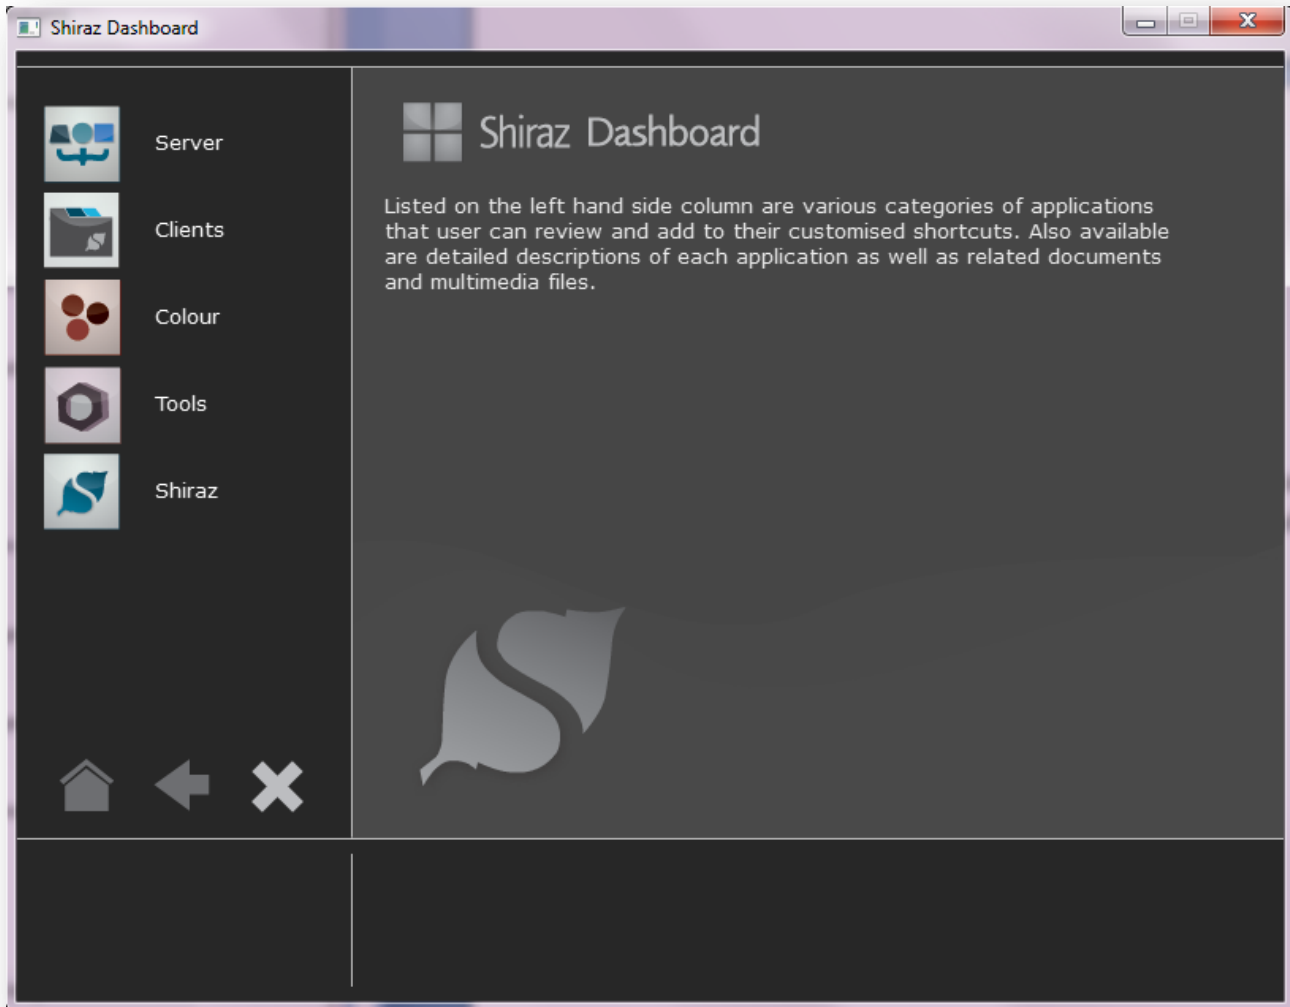 Shiraz Dashboard
Server
Clients
Colour
Tools
Shiraz
Shiraz Dashboard
Listed on the left hand side column are various categories of applications
that user can review and add to their customised shortcuts. Also available
are detailed descriptions of each application as well as related documents
and multimedia files.